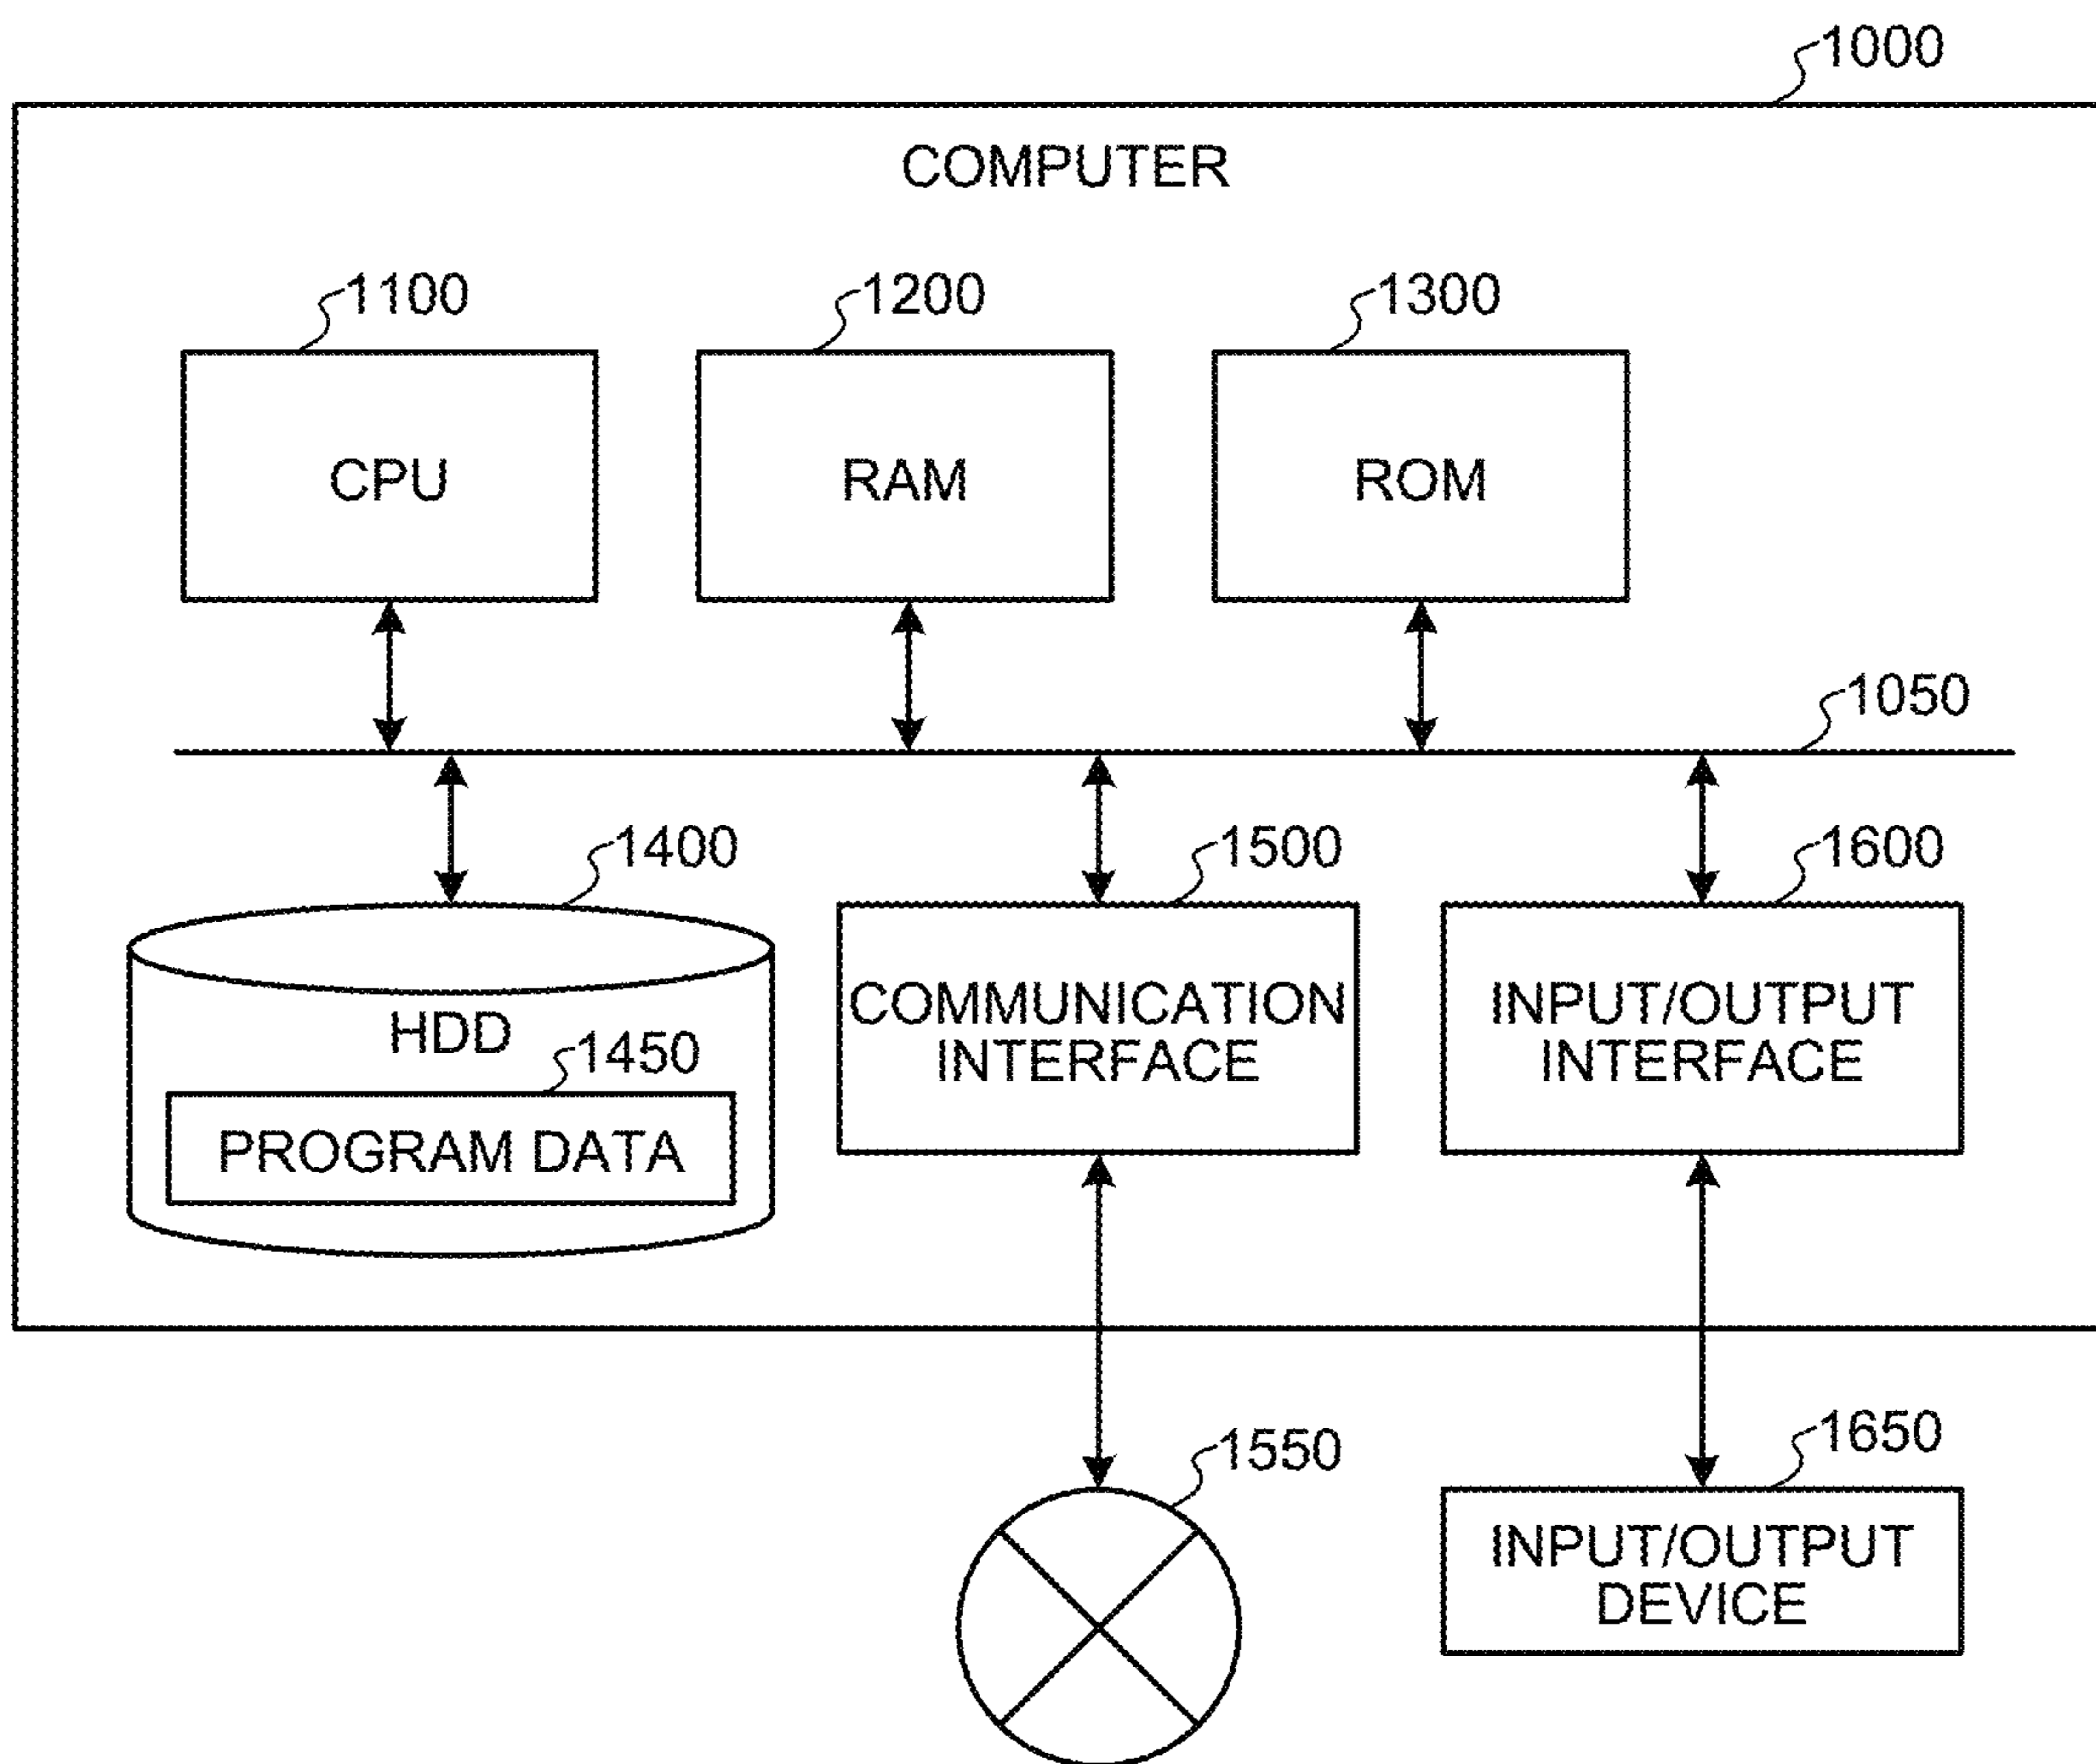 1000
COMPUTER
1100
1200
1300
CPU
RAM
ROM
1050
1400
1500
1600
HDD
1450
PROGRAM DATA
COMMUNICATION
INTERFACE
INPUT/OUTPUT
INTERFACE
1550
1650
INPUT/OUTPUT
DEVICE